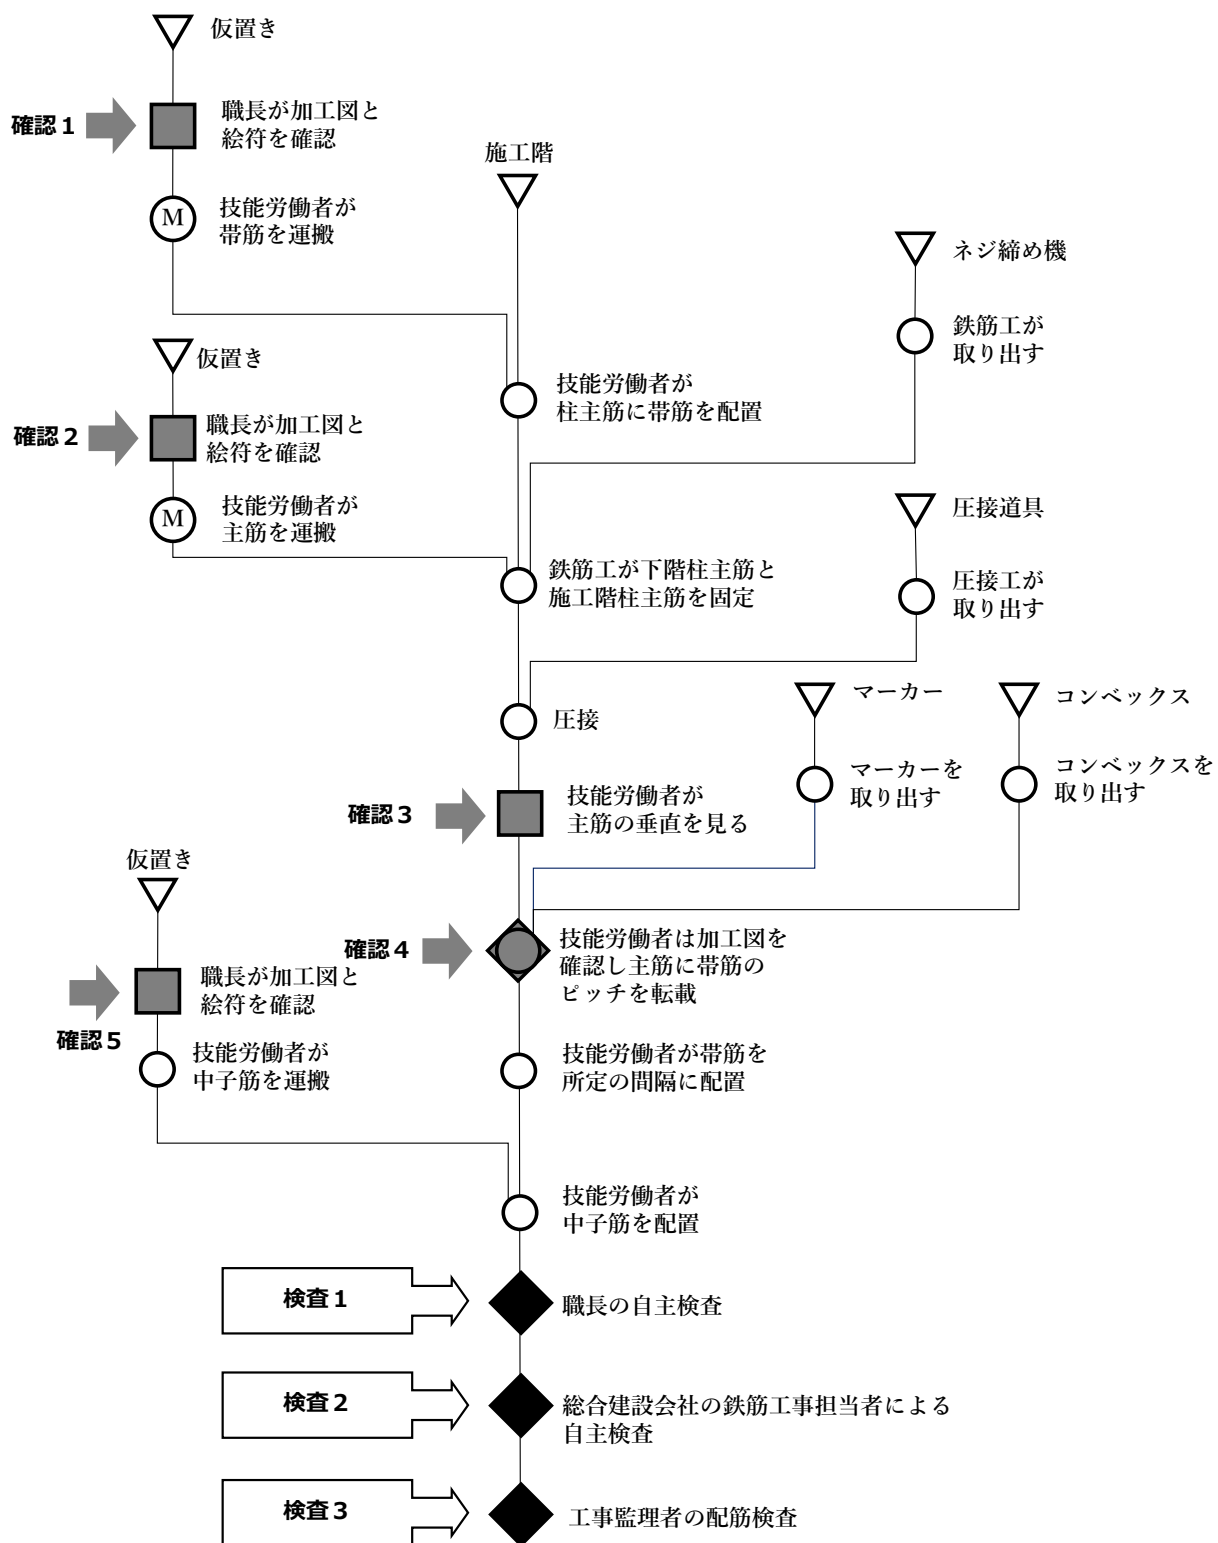 仮置き
確認１
職長が加工図と
絵符を確認
M
技能労働者が
帯筋を運搬
施工階
ネジ締め機
鉄筋工が
取り出す
仮置き
技能労働者が
柱主筋に帯筋を配置
確認２
職長が加工図と
絵符を確認
M
技能労働者が
主筋を運搬
圧接道具
鉄筋工が下階柱主筋と
施工階柱主筋を固定
圧接工が
取り出す
圧接
マーカー
コンベックス
マーカーを
取り出す
コンベックスを
取り出す
確認３
技能労働者が
主筋の垂直を見る
仮置き
確認４
技能労働者は加工図を
確認し主筋に帯筋の
ピッチを転載
職長が加工図と
絵符を確認
確認５
技能労働者が
中子筋を運搬
技能労働者が帯筋を
所定の間隔に配置
技能労働者が
中子筋を配置
検査１
職長の自主検査
検査２
総合建設会社の鉄筋工事担当者による
自主検査
検査３
工事監理者の配筋検査